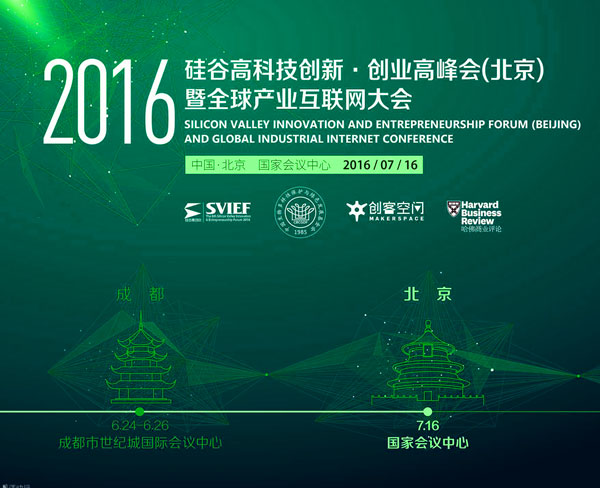 2016
硅谷高科技创新·创业高峰会(北京)
暨全球产业互联网大会
SILICON VALLEY INNOVATION AND ENTREPRENEURSHIP FORUM (BEIJING)
AND GLOBAL INDUSTRIAL INTERNET CONFERENCE
中国·北京 国家会议中心 2016 / 07 / 16
SVIEF
1985
创客空间
MAKERSPACE
Harvard
Business
Review
哈佛商业评论
成都
北京
6.24-6.26
成都市世纪城国际会议中心
7.16
国家会议中心